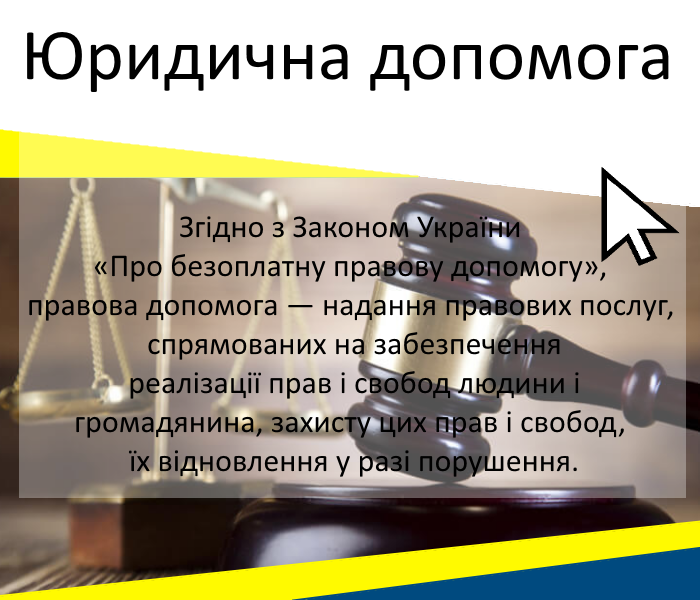 Юридична допомога
Згідно з Законом України
«Про безоплатну правову допомогу»,
правова допомога — надання правових послуг,
спрямованих на забезпечення
реалізації прав і свобод людини і
громадянина, захисту цих прав і свобод,
їх відновлення у разі порушення.